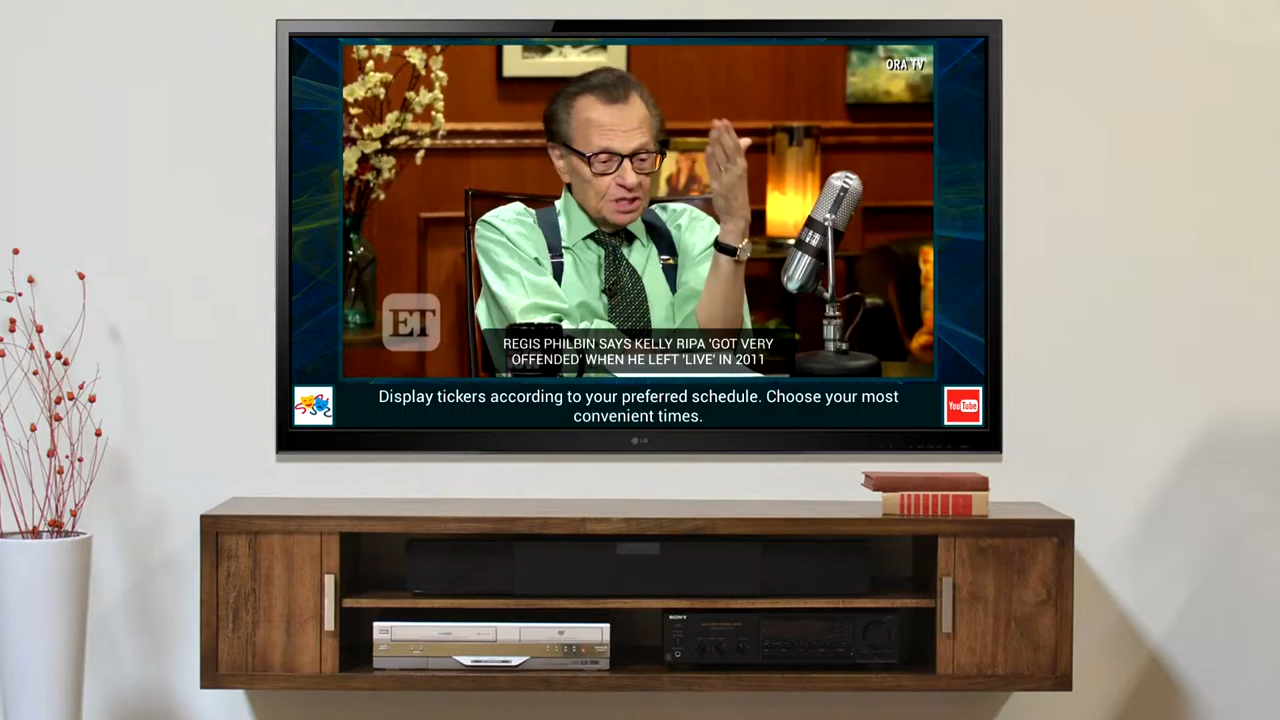 ORA TV
ET
REGIS PHILBIN SAYS KELLY RIPA 'GOT VERY
OFFENDED' WHEN HE LEFT 'LIVE' IN 2011
Display tickers according to your preferred schedule. Choose your most
convenient times.
YouTube
LG
SONY